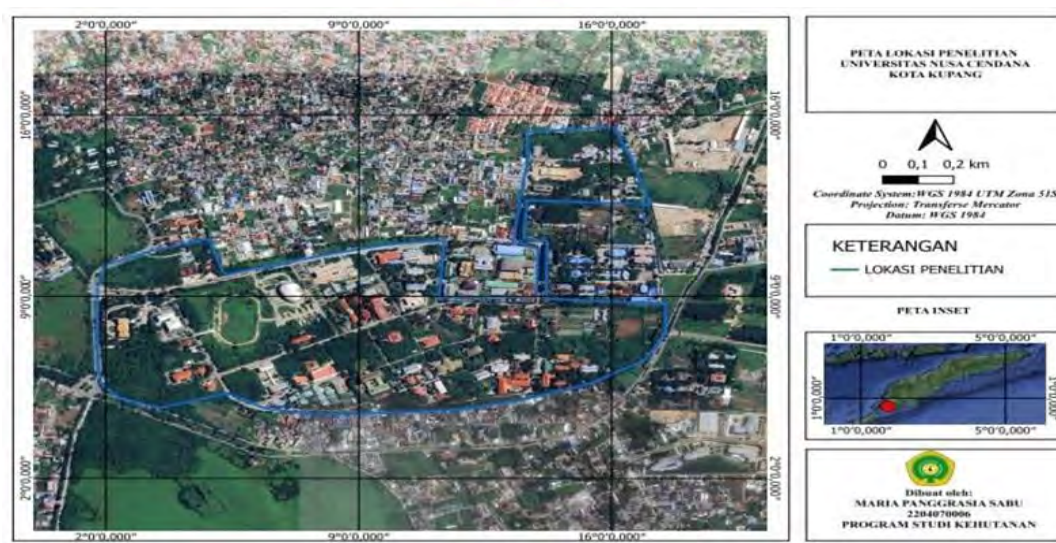 2°0'0,000" 9°0'0,000" 16°0'0,000"
16°0'0,000" 16°0'0,000"
9°0'0,000" 9°0'0,000"
2°0'0,000" 2°0'0,000"
2°0'0,000" 9°0'0,000" 16°0'0,000"
PETA LOKASI PENELITIAN
UNIVERSITAS NUSA CENDANA
KOTA KUPANG
0 0,1 0,2 km
Coordinate System:WGS 1984 UTM Zona 51S
Projection: Transferse Mercator
Datum: WGS 1984
KETERANGAN
LOKASI PENELITIAN
PETA INSET
1°0'0,000" 5°0'0,000"
1°0'0,000" 1°0'0,000"
1°0'0,000" 5°0'0,000"
Dibuat oleh:
MARIA PANGGRASIA SABU
2204070006
PROGRAM STUDI KEHUTANAN